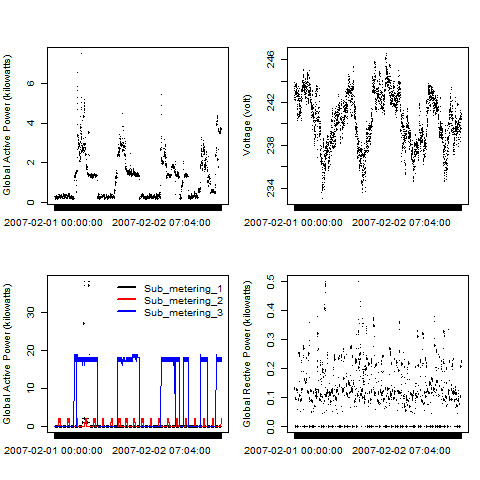 Global Active Power (kilowatts)
0 2 4 6
2007-02-01 00:00:00 2007-02-02 07:04:00
Voltage (volt)
234 238 242 246
2007-02-01 00:00:00 2007-02-02 07:04:00
Global Active Power (kilowatts)
0 10 20 30
Sub_metering_1
Sub_metering_2
Sub_metering_3
2007-02-01 00:00:00 2007-02-02 07:04:00
Global Rective Power (kilowatts)
0.0 0.1 0.2 0.3 0.4 0.5
2007-02-01 00:00:00 2007-02-02 07:04:00